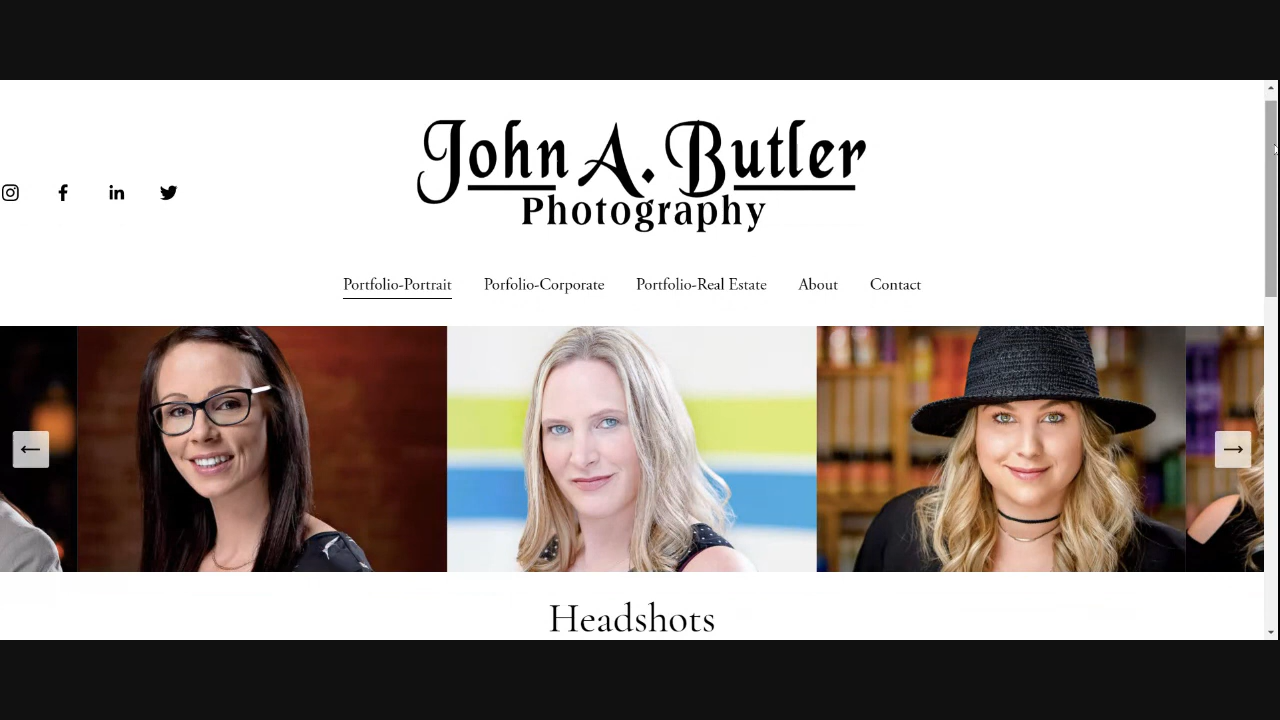 John A. Butler
Photography
Portfolio-Portrait Porfolio-Corporate Portfolio-Real Estate About Contact
Headshots